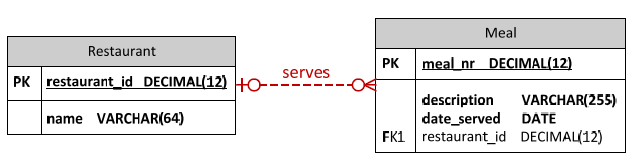 Restaurant
PK restaurant_id DECIMAL(12)
name VARCHAR(64)
serves
Meal
PK meal_nr DECIMAL(12)
description VARCHAR(255)
date_served DATE
FK1 restaurant_id DECIMAL(12)